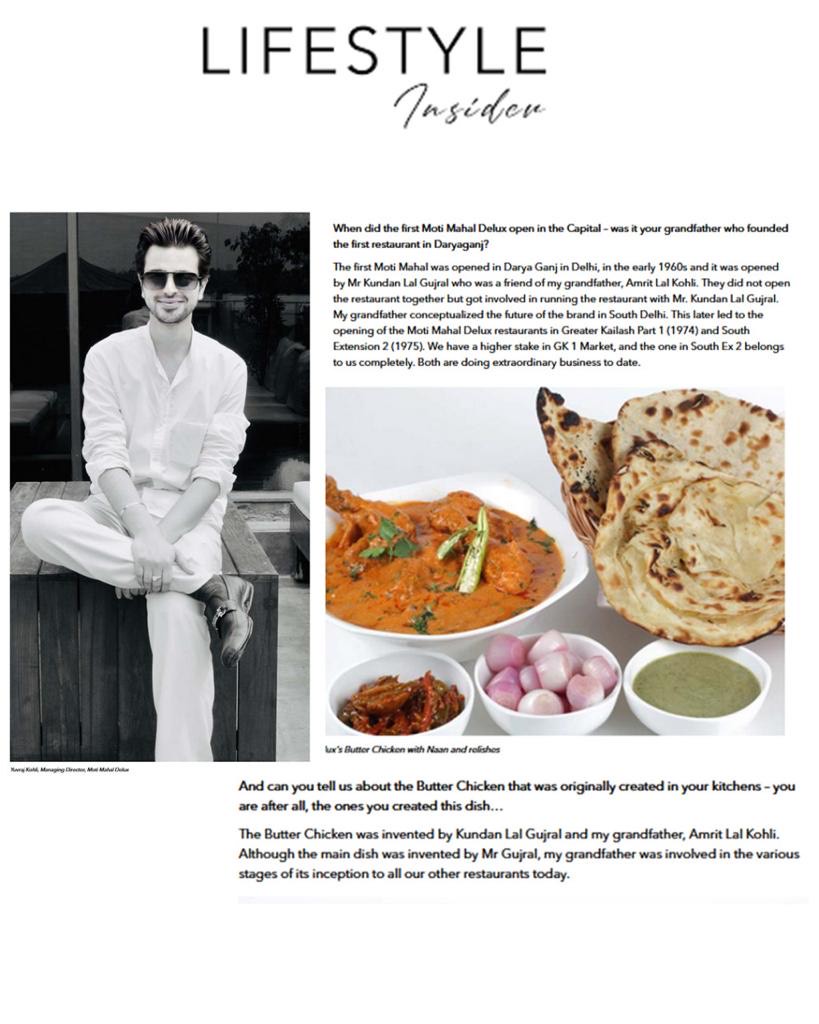 LIFESTYLE
Insider
When did the first Moti Mahal Delux open in the Capital – was it your grandfather who founded
the first restaurant in Daryaganj?
The first Moti Mahal was opened in Darya Ganj in Delhi, in the early 1960s and it was opened
by Mr Kundan Lal Gujral who was a friend of my grandfather, Amrit Lal Kohli. They did not open
the restaurant together but got involved in running the restaurant with Mr. Kundan Lal Gujral.
My grandfather conceptualized the future of the brand in South Delhi. This later led to the
opening of the Moti Mahal Delux restaurants in Greater Kailash Part 1 (1974) and South
Extension 2 (1975). We have a higher stake in GK 1 Market, and the one in South Ex 2 belongs
to us completely. Both are doing extraordinary business to date.
lux's Butter Chicken with Naan and relishes
Yuvraj Kohli, Managing Director, Moti Mahal Delux
And can you tell us about the Butter Chicken that was originally created in your kitchens – you
are after all, the ones you created this dish…
The Butter Chicken was invented by Kundan Lal Gujral and my grandfather, Amrit Lal Kohli.
Although the main dish was invented by Mr Gujral, my grandfather was involved in the various
stages of its inception to all our other restaurants today.